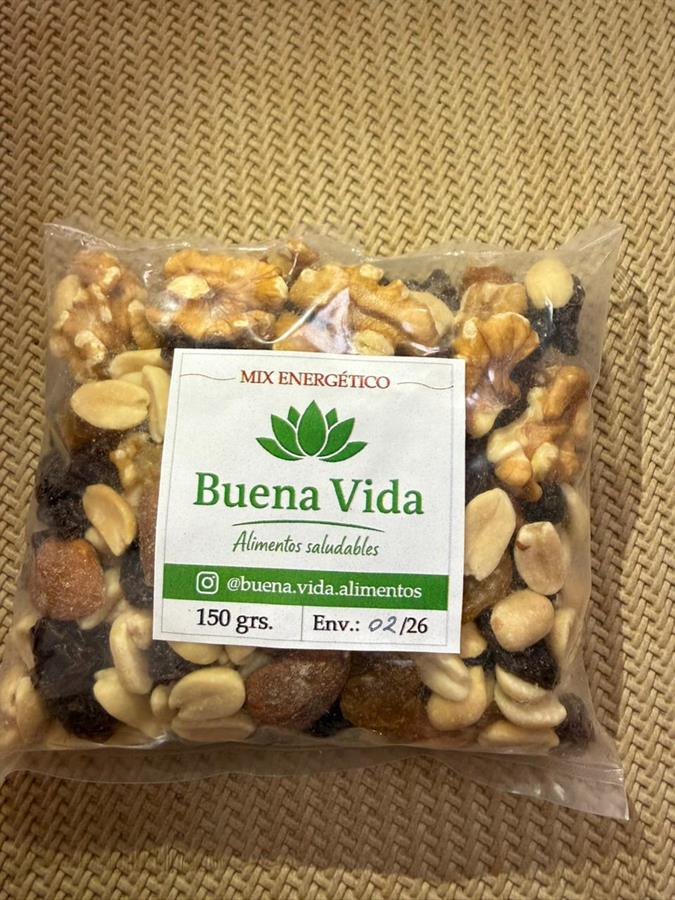 MIX ENERGÉTICO
Buena Vida
Alimentos saludables
@buena.vida.alimentos
150 grs.
Env.: 02/26